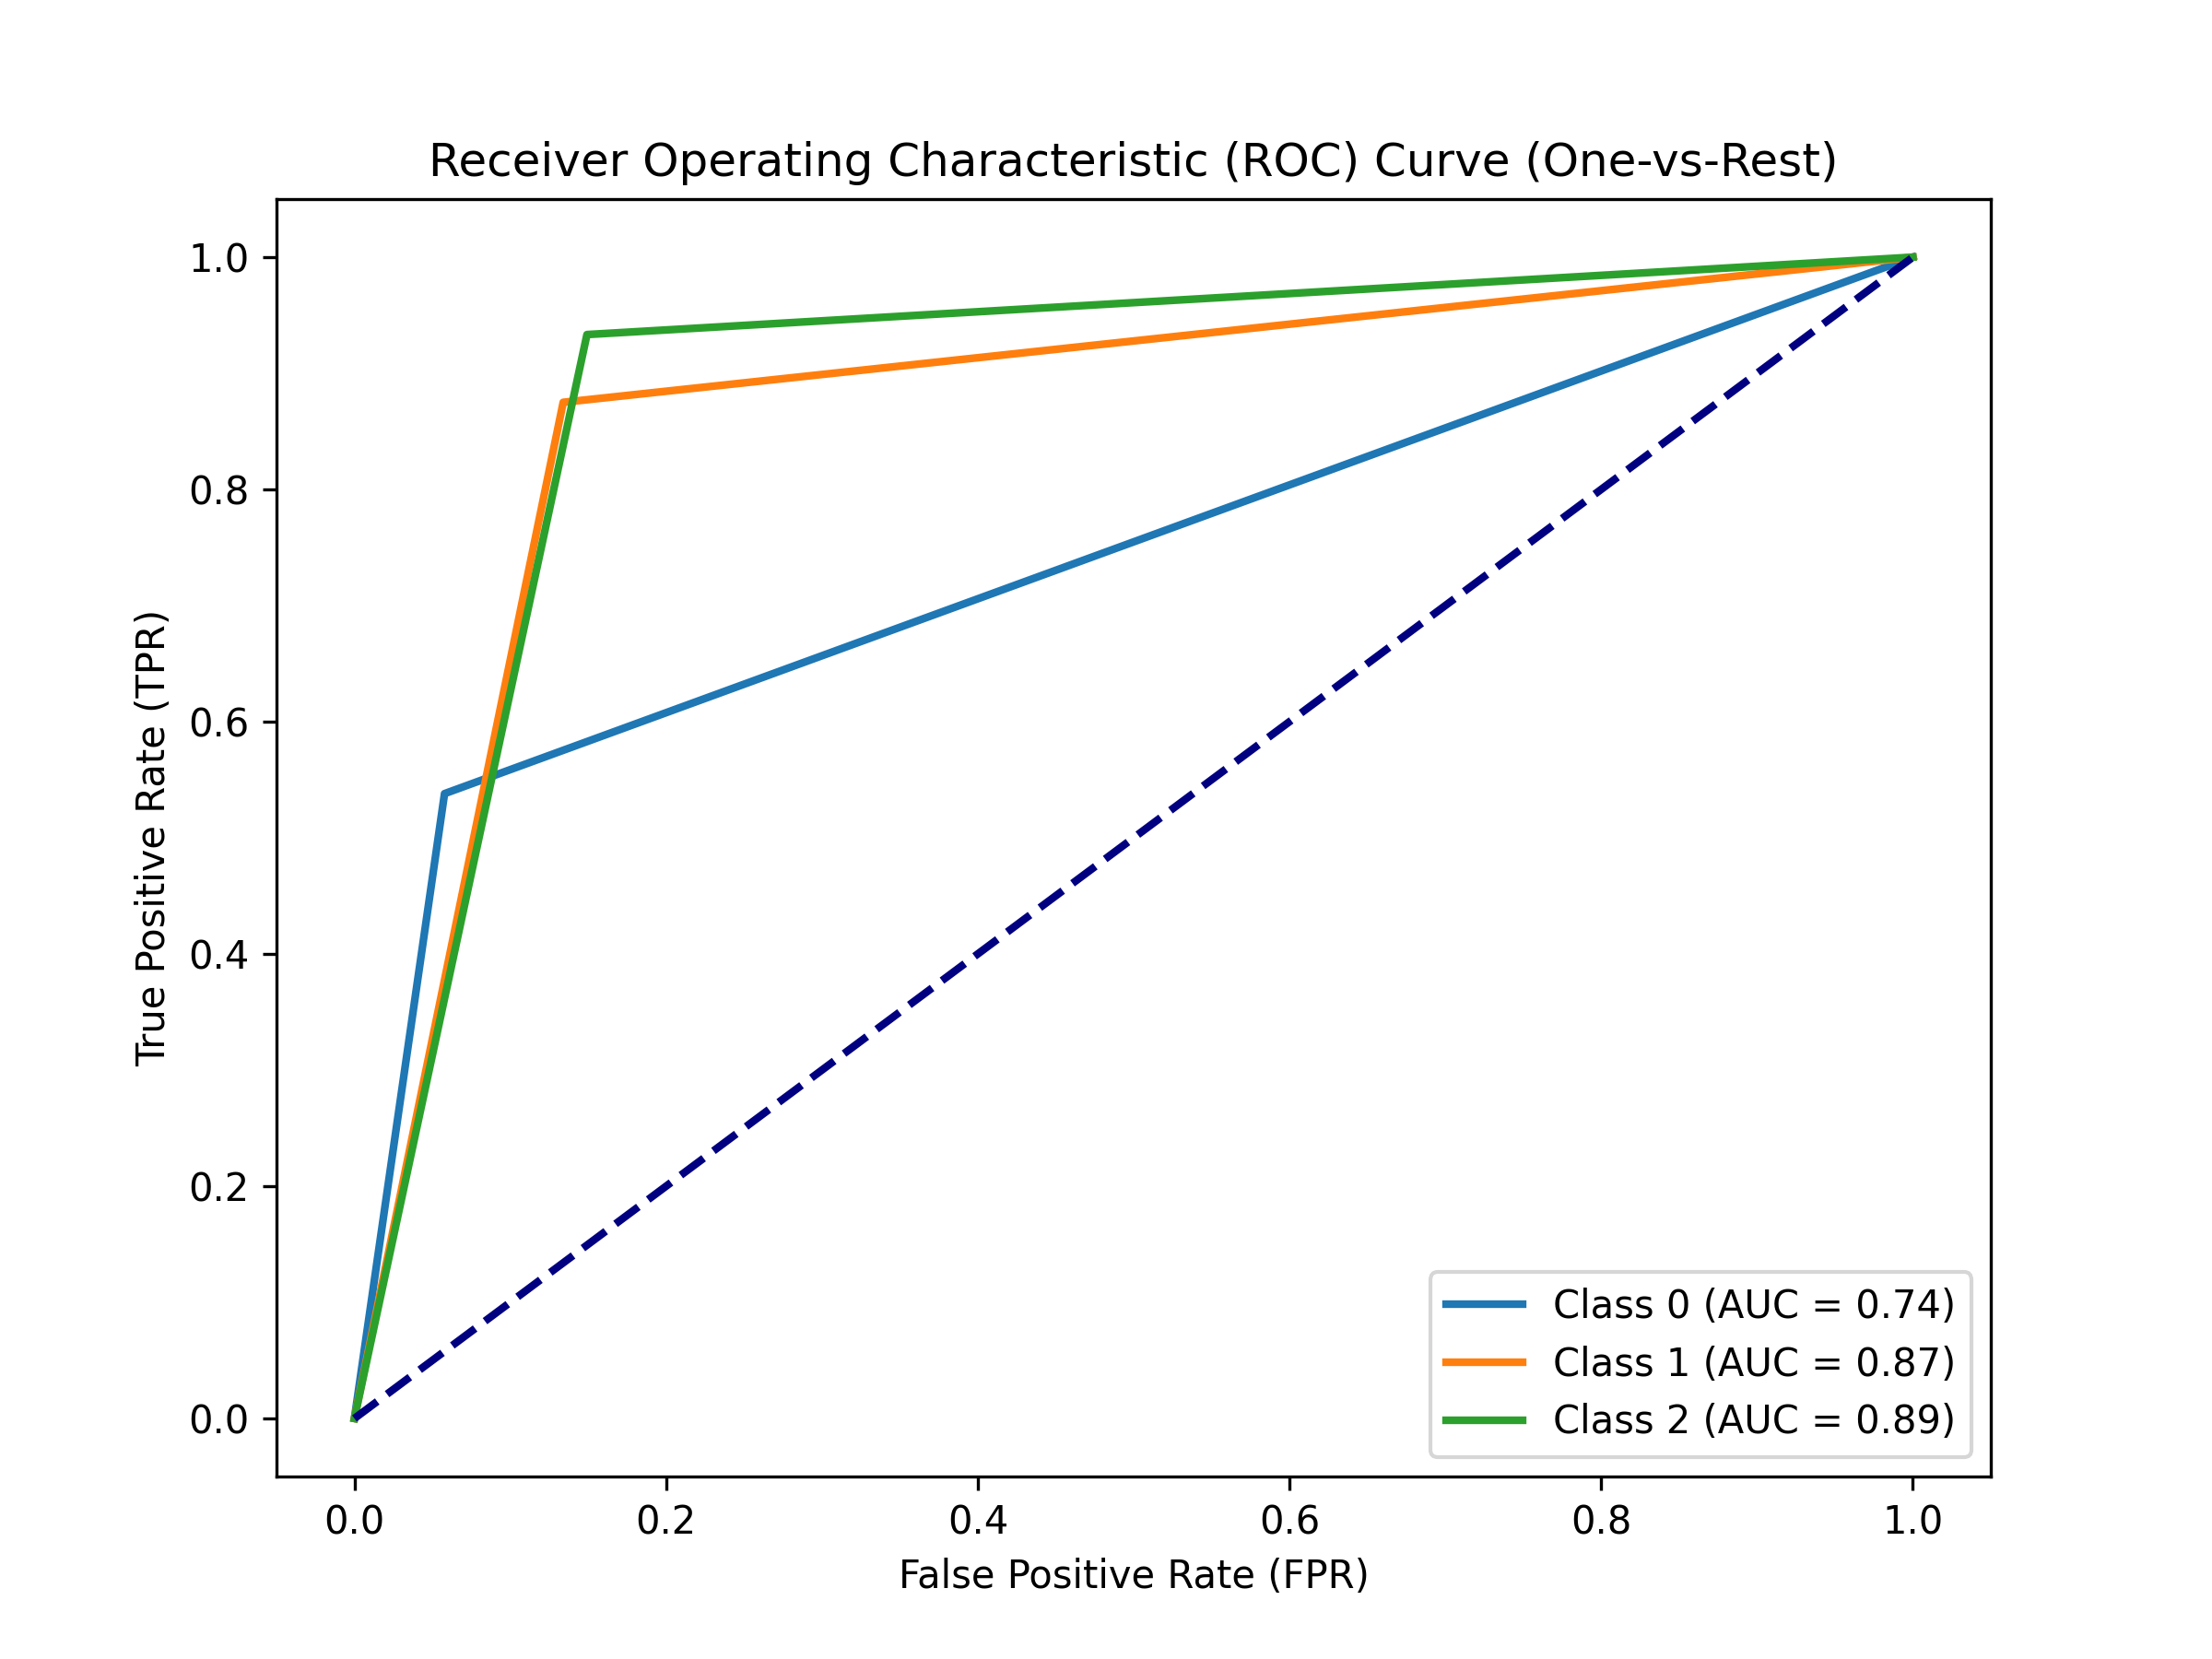 Receiver Operating Characteristic (ROC) Curve (One-vs-Rest)
True Positive Rate (TPR)
1.0
0.8
0.6
0.4
0.2
0.0
Class 0 (AUC = 0.74)
Class 1 (AUC = 0.87)
Class 2 (AUC = 0.89)
0.0 0.2 0.4 0.6 0.8 1.0
False Positive Rate (FPR)